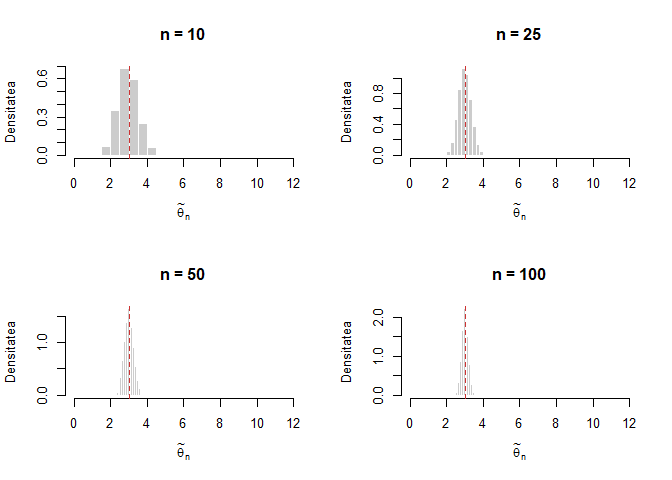 n = 10
Densitatea
0.0 0.3 0.6
0 2 4 6 8 10 12
θ̃n
n = 25
Densitatea
0.0 0.4 0.8
0 2 4 6 8 10 12
θ̃n
n = 50
Densitatea
0.0 1.0
0 2 4 6 8 10 12
θ̃n
n = 100
Densitatea
0.0 1.0 2.0
0 2 4 6 8 10 12
θ̃n